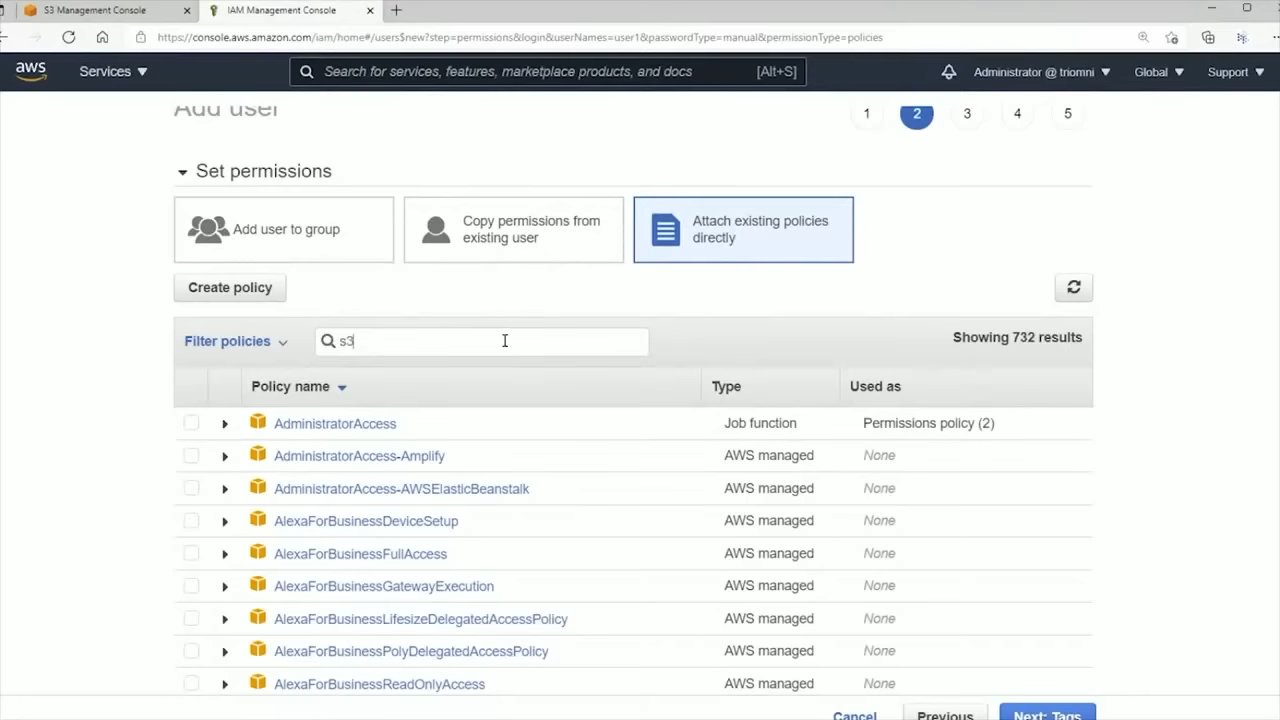 S3 Management Console
IAM Management Console
https://console.aws.amazon.com/iam/home#/users$new?step=permissions&login&userNames=user1&passwordType=manual&permissionType=policies
aws
Services
Search for services, features, marketplace products, and docs
[Alt+S]
Administrator @ triomni
Global
Support
Add user
1
2
3
4
5
Set permissions
Add user to group
Copy permissions from
existing user
Attach existing policies
directly
Create policy
Filter policies
s3
Showing 732 results
Policy name
Type
Used as
AdministratorAccess
Job function
Permissions policy (2)
AdministratorAccess-Amplify
AWS managed
None
AdministratorAccess-AWSElasticBeanstalk
AWS managed
None
AlexaForBusinessDeviceSetup
AWS managed
None
AlexaForBusinessFullAccess
AWS managed
None
AlexaForBusinessGatewayExecution
AWS managed
None
AlexaForBusinessLifesizeDelegatedAccessPolicy
AWS managed
None
AlexaForBusinessPolyDelegatedAccessPolicy
AWS managed
None
AlexaForBusinessReadOnlyAccess
AWS managed
None
Cancel
Previous
Next: Tags